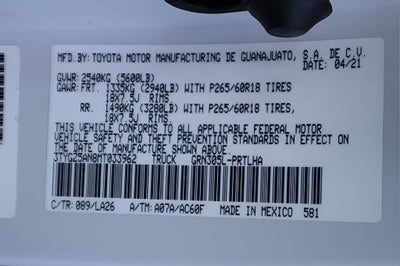 MFD.BY:TOYOTA MOTOR MANUFACTURING DE GUANAJUATO, S.A. DE C.V.
04/21
GVWR:2540KG (5600LB)
GAWR:FRT. 1335KG (2940LB) WITH P265/60R18 TIRES
18X7.5J RIMS,
RR. 1490KG (3280LB) WITH P265/60R18 TIRES,
18X7.5J RIMS.
THIS VEHICLE CONFORMS TO ALL APPLICABLE FEDERAL MOTOR
VEHICLE SAFETY AND THEFT PREVENTION STANDARDS IN EFFECT
ON THE DATE OF MANUFACTURE SHOWN ABOVE.
3TYGZ5AN8MT033962 TRUCK GRN305L-PRTLHA
C/TR: 089/LA26 A/TM: A07A/AC60F MADE IN MEXICO 581